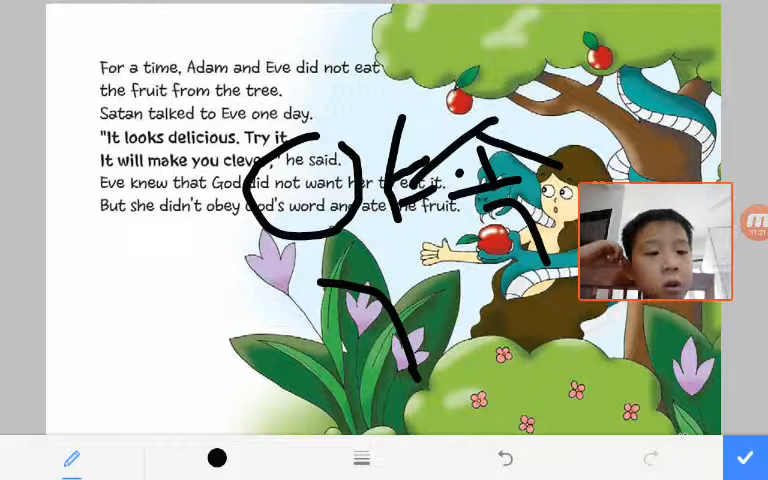 For a time, Adam and Eve did not eat
the fruit from the tree.
Satan talked to Eve one day.
"It looks delicious. Try it.
It will make you clever," he said.
Eve knew that God did not want her to eat it.
But she didn't obey God's word and ate the fruit.
약속